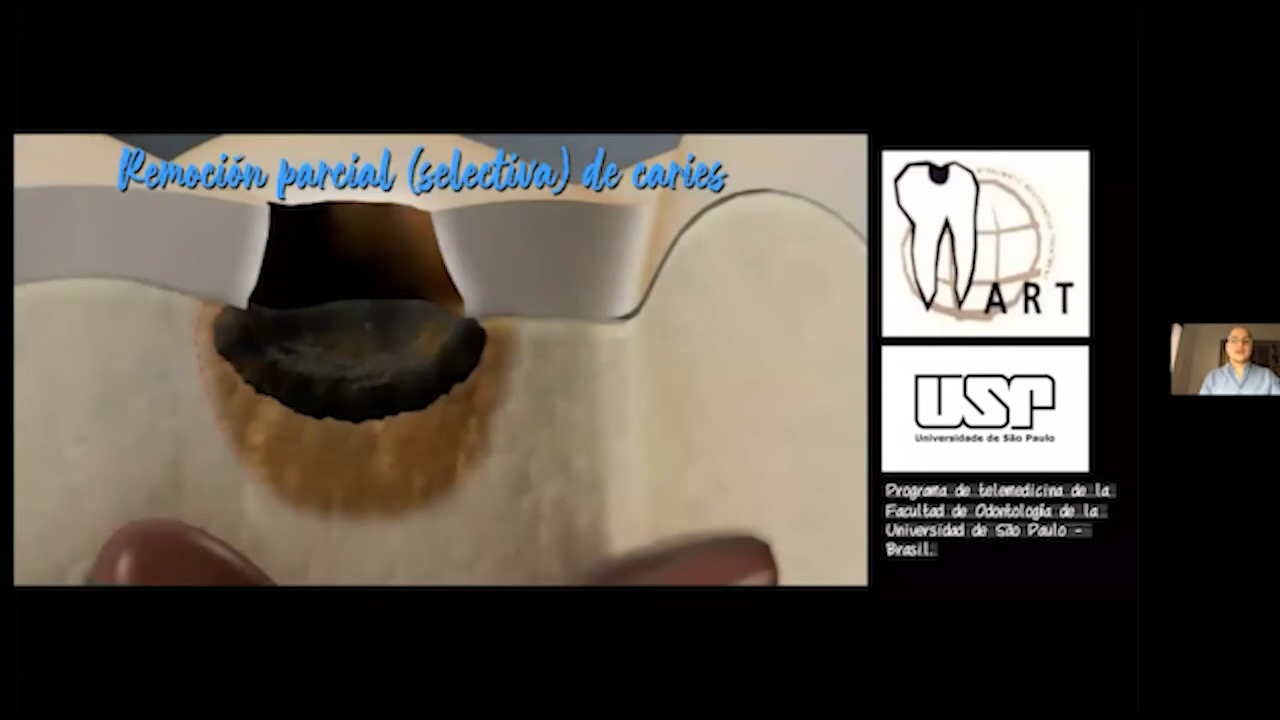 Remoción parcial (selectiva) de caries
ART
USP
Universidade de São Paulo
Programa de telemedicina de la
Facultad de Odontología de la
Universidad de São Paulo -
Brasil.